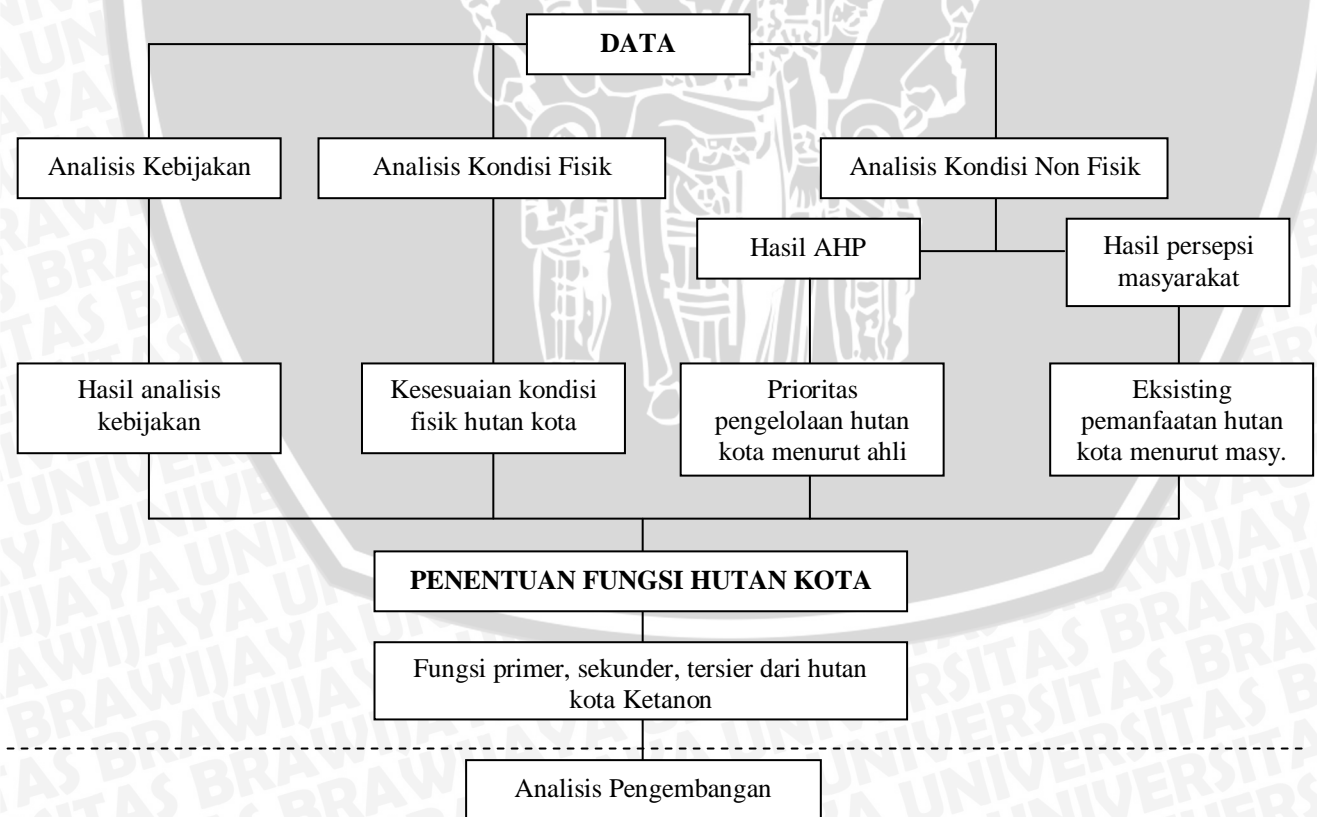 DATA
Analisis Kebijakan
Analisis Kondisi Fisik
Analisis Kondisi Non Fisik
Hasil AHP
Hasil persepsi
masyarakat
Hasil analisis
kebijakan
Kesesuaian kondisi
fisik hutan kota
Prioritas
pengelolaan hutan
kota menurut ahli
Eksisting
pemanfaatan hutan
kota menurut masy.
PENENTUAN FUNGSI HUTAN KOTA
Fungsi primer, sekunder, tersier dari hutan
kota Ketanon
Analisis Pengembangan